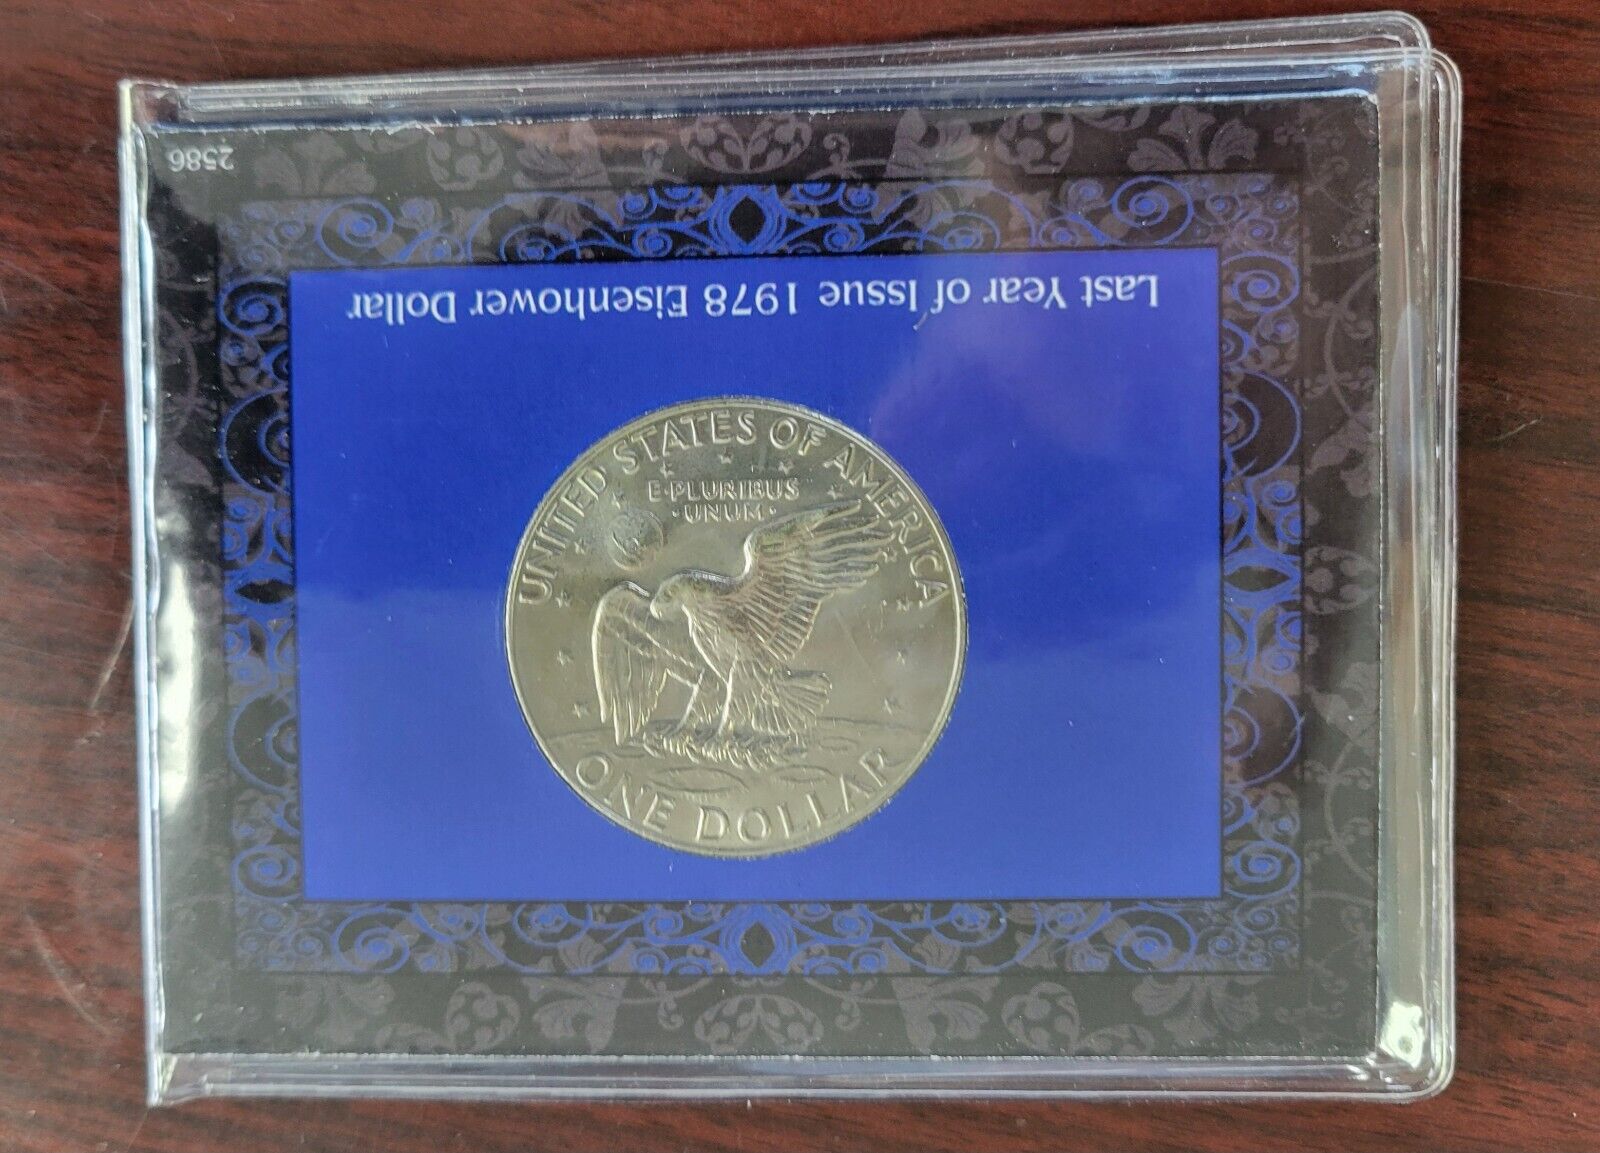 2586
Last Year of Issue 1978 Eisenhower Dollar
UNITED STATES OF AMERICA
E·PLURIBUS
·UNUM·
ONE DOLLAR